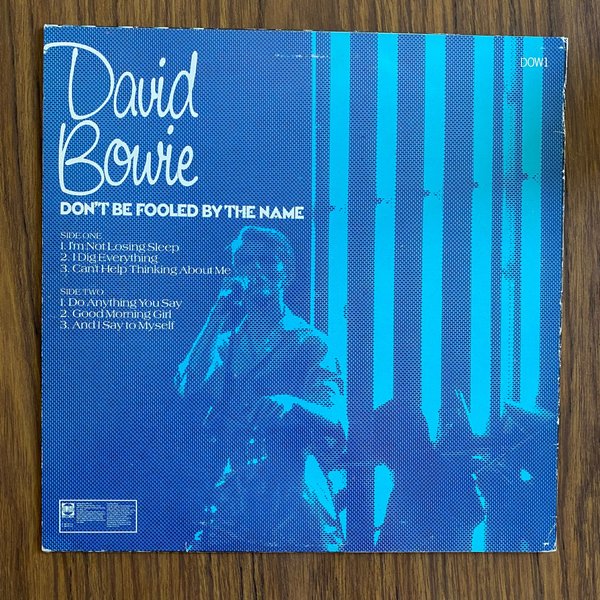 David
DOW1
Bowie
DON'T BE FOOLED BY THE NAME
SIDE ONE
1. I'm Not Losing Sleep
2. I Dig Everything
3. Can't Help Thinking About Me
SIDE TWO
1. Do Anything You Say
2. Good Morning Girl
3. And I Say to Myself